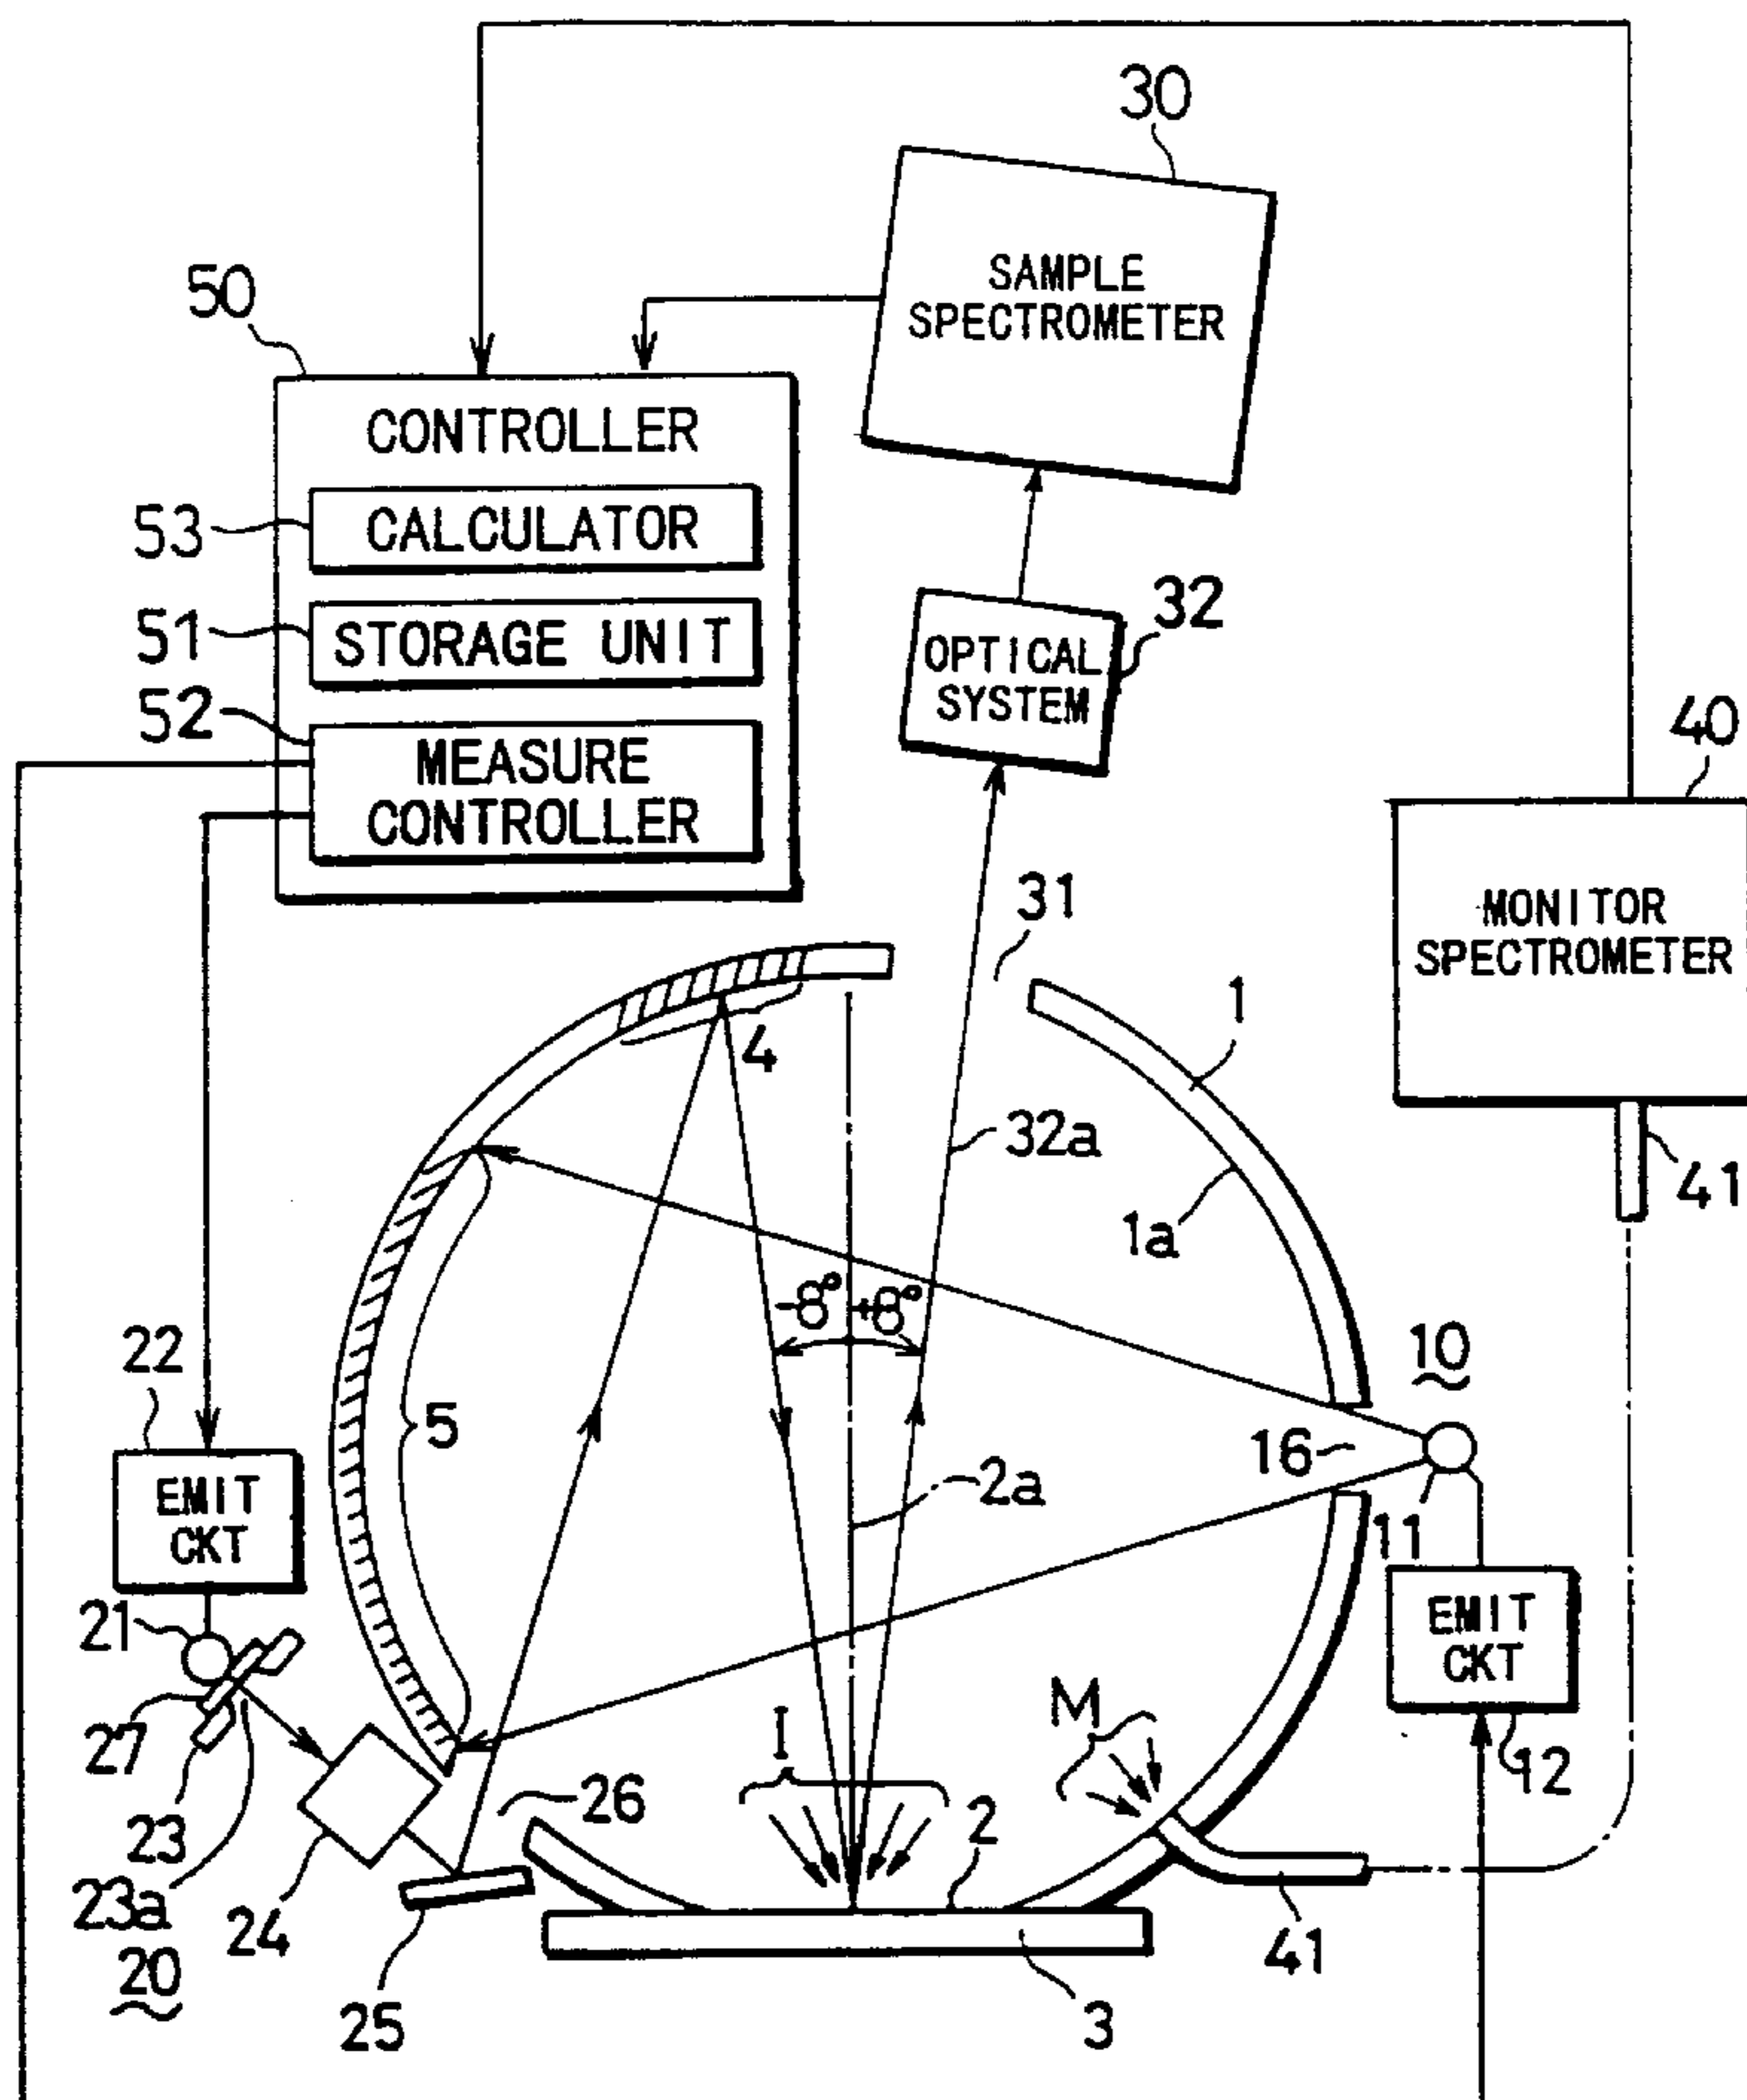 30
SAMPLE
SPECTROMETER
50
CONTROLLER
53
CALCULATOR
51
STORAGE UNIT
52
MEASURE
CONTROLLER
OPTICAL
SYSTEM
32
40
MONITOR
SPECTROMETER
31
1
4
32a
41
1a
-8° +8°
22
10
5
16
2a
EMIT
CKT
11
21
EMIT
CKT
M
I
27
12
26
2
23
23a
24
41
20
25
3